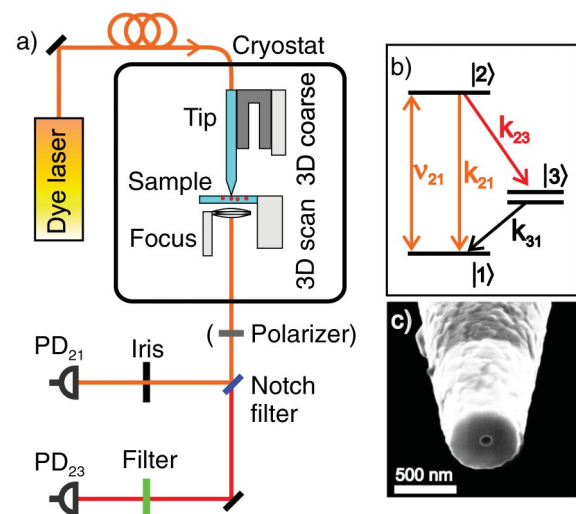 a)
Cryostat
Dye laser
Tip
3D coarse
Sample
Focus
3D scan
( Polarizer)
PD21
Iris
Notch
filter
PD23
Filter
b)
|2⟩
k23
ν21
k21
|3⟩
k31
|1⟩
c)
500 nm